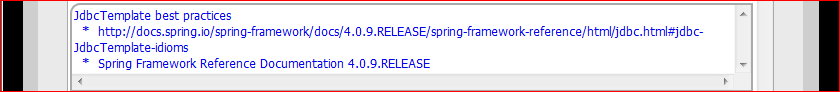 JdbcTemplate best practices
* http://docs.spring.io/spring-framework/docs/4.0.9.RELEASE/spring-framework-reference/html/jdbc.html#jdbc-
JdbcTemplate-idioms
* Spring Framework Reference Documentation 4.0.9.RELEASE